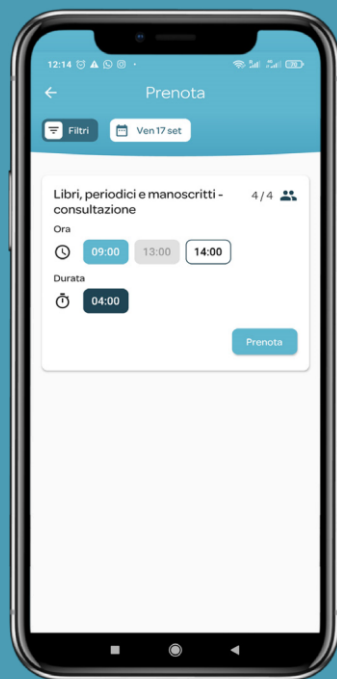 12:14
Prenota
Filtri
Ven 17 set
Libri, periodici e manoscritti -
consultazione
4/4
Ora
09:00 13:00 14:00
Durata
04:00
Prenota